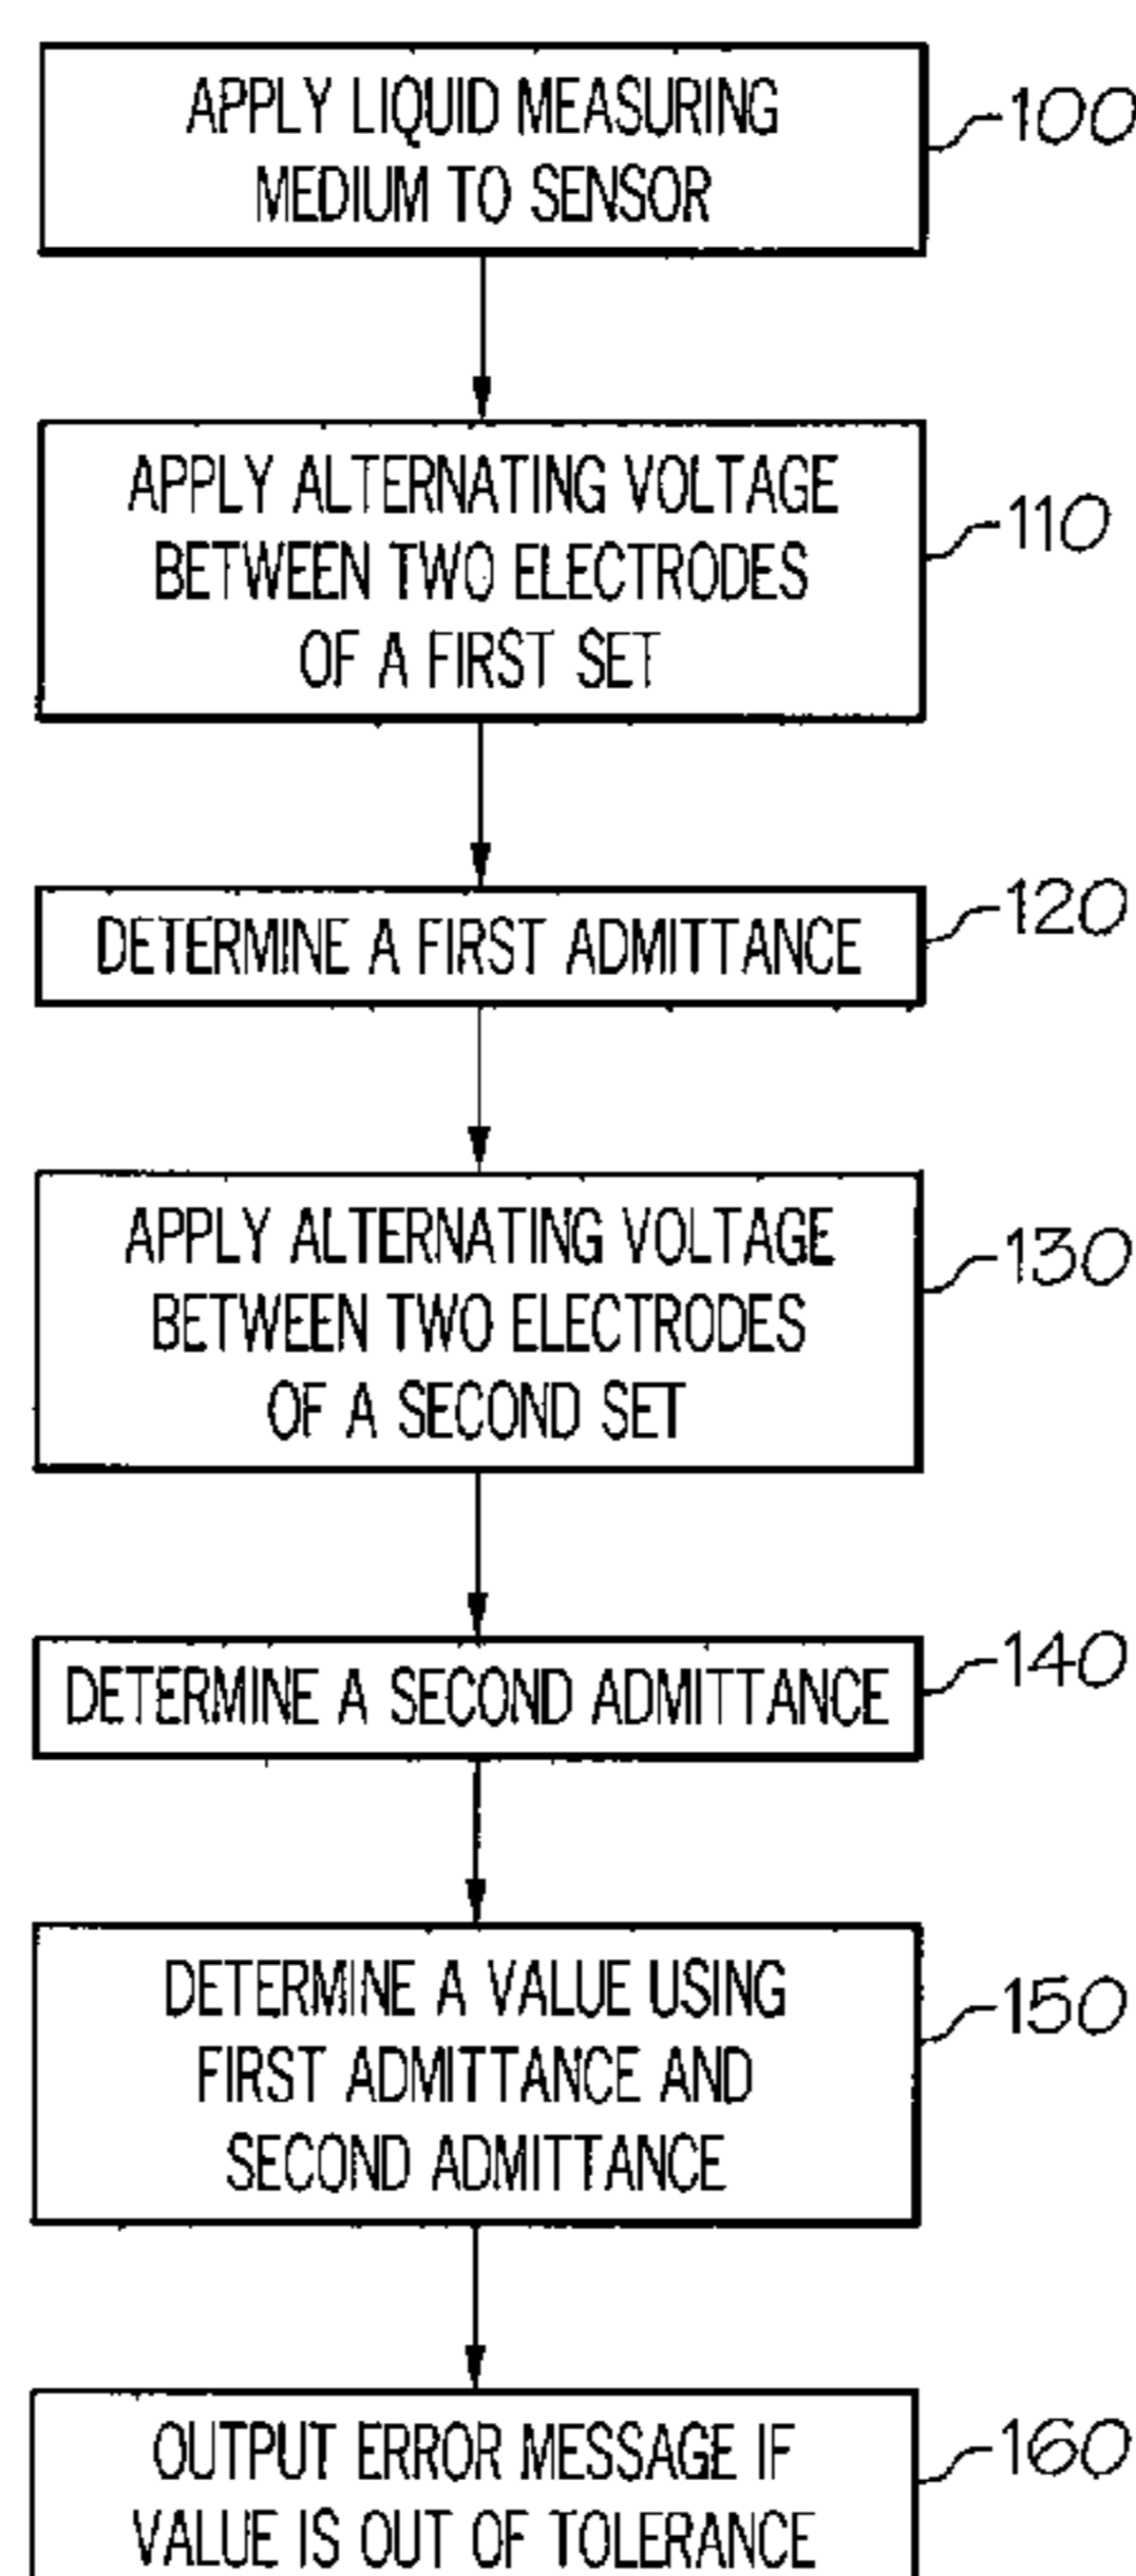 APPLY LIQUID MEASURING
MEDIUM TO SENSOR
100
APPLY ALTERNATING VOLTAGE
BETWEEN TWO ELECTRODES
OF A FIRST SET
110
DETERMINE A FIRST ADMITTANCE
120
APPLY ALTERNATING VOLTAGE
BETWEEN TWO ELECTRODES
OF A SECOND SET
130
DETERMINE A SECOND ADMITTANCE
140
DETERMINE A VALUE USING
FIRST ADMITTANCE AND
SECOND ADMITTANCE
150
OUTPUT ERROR MESSAGE IF
VALUE IS OUT OF TOLERANCE
160